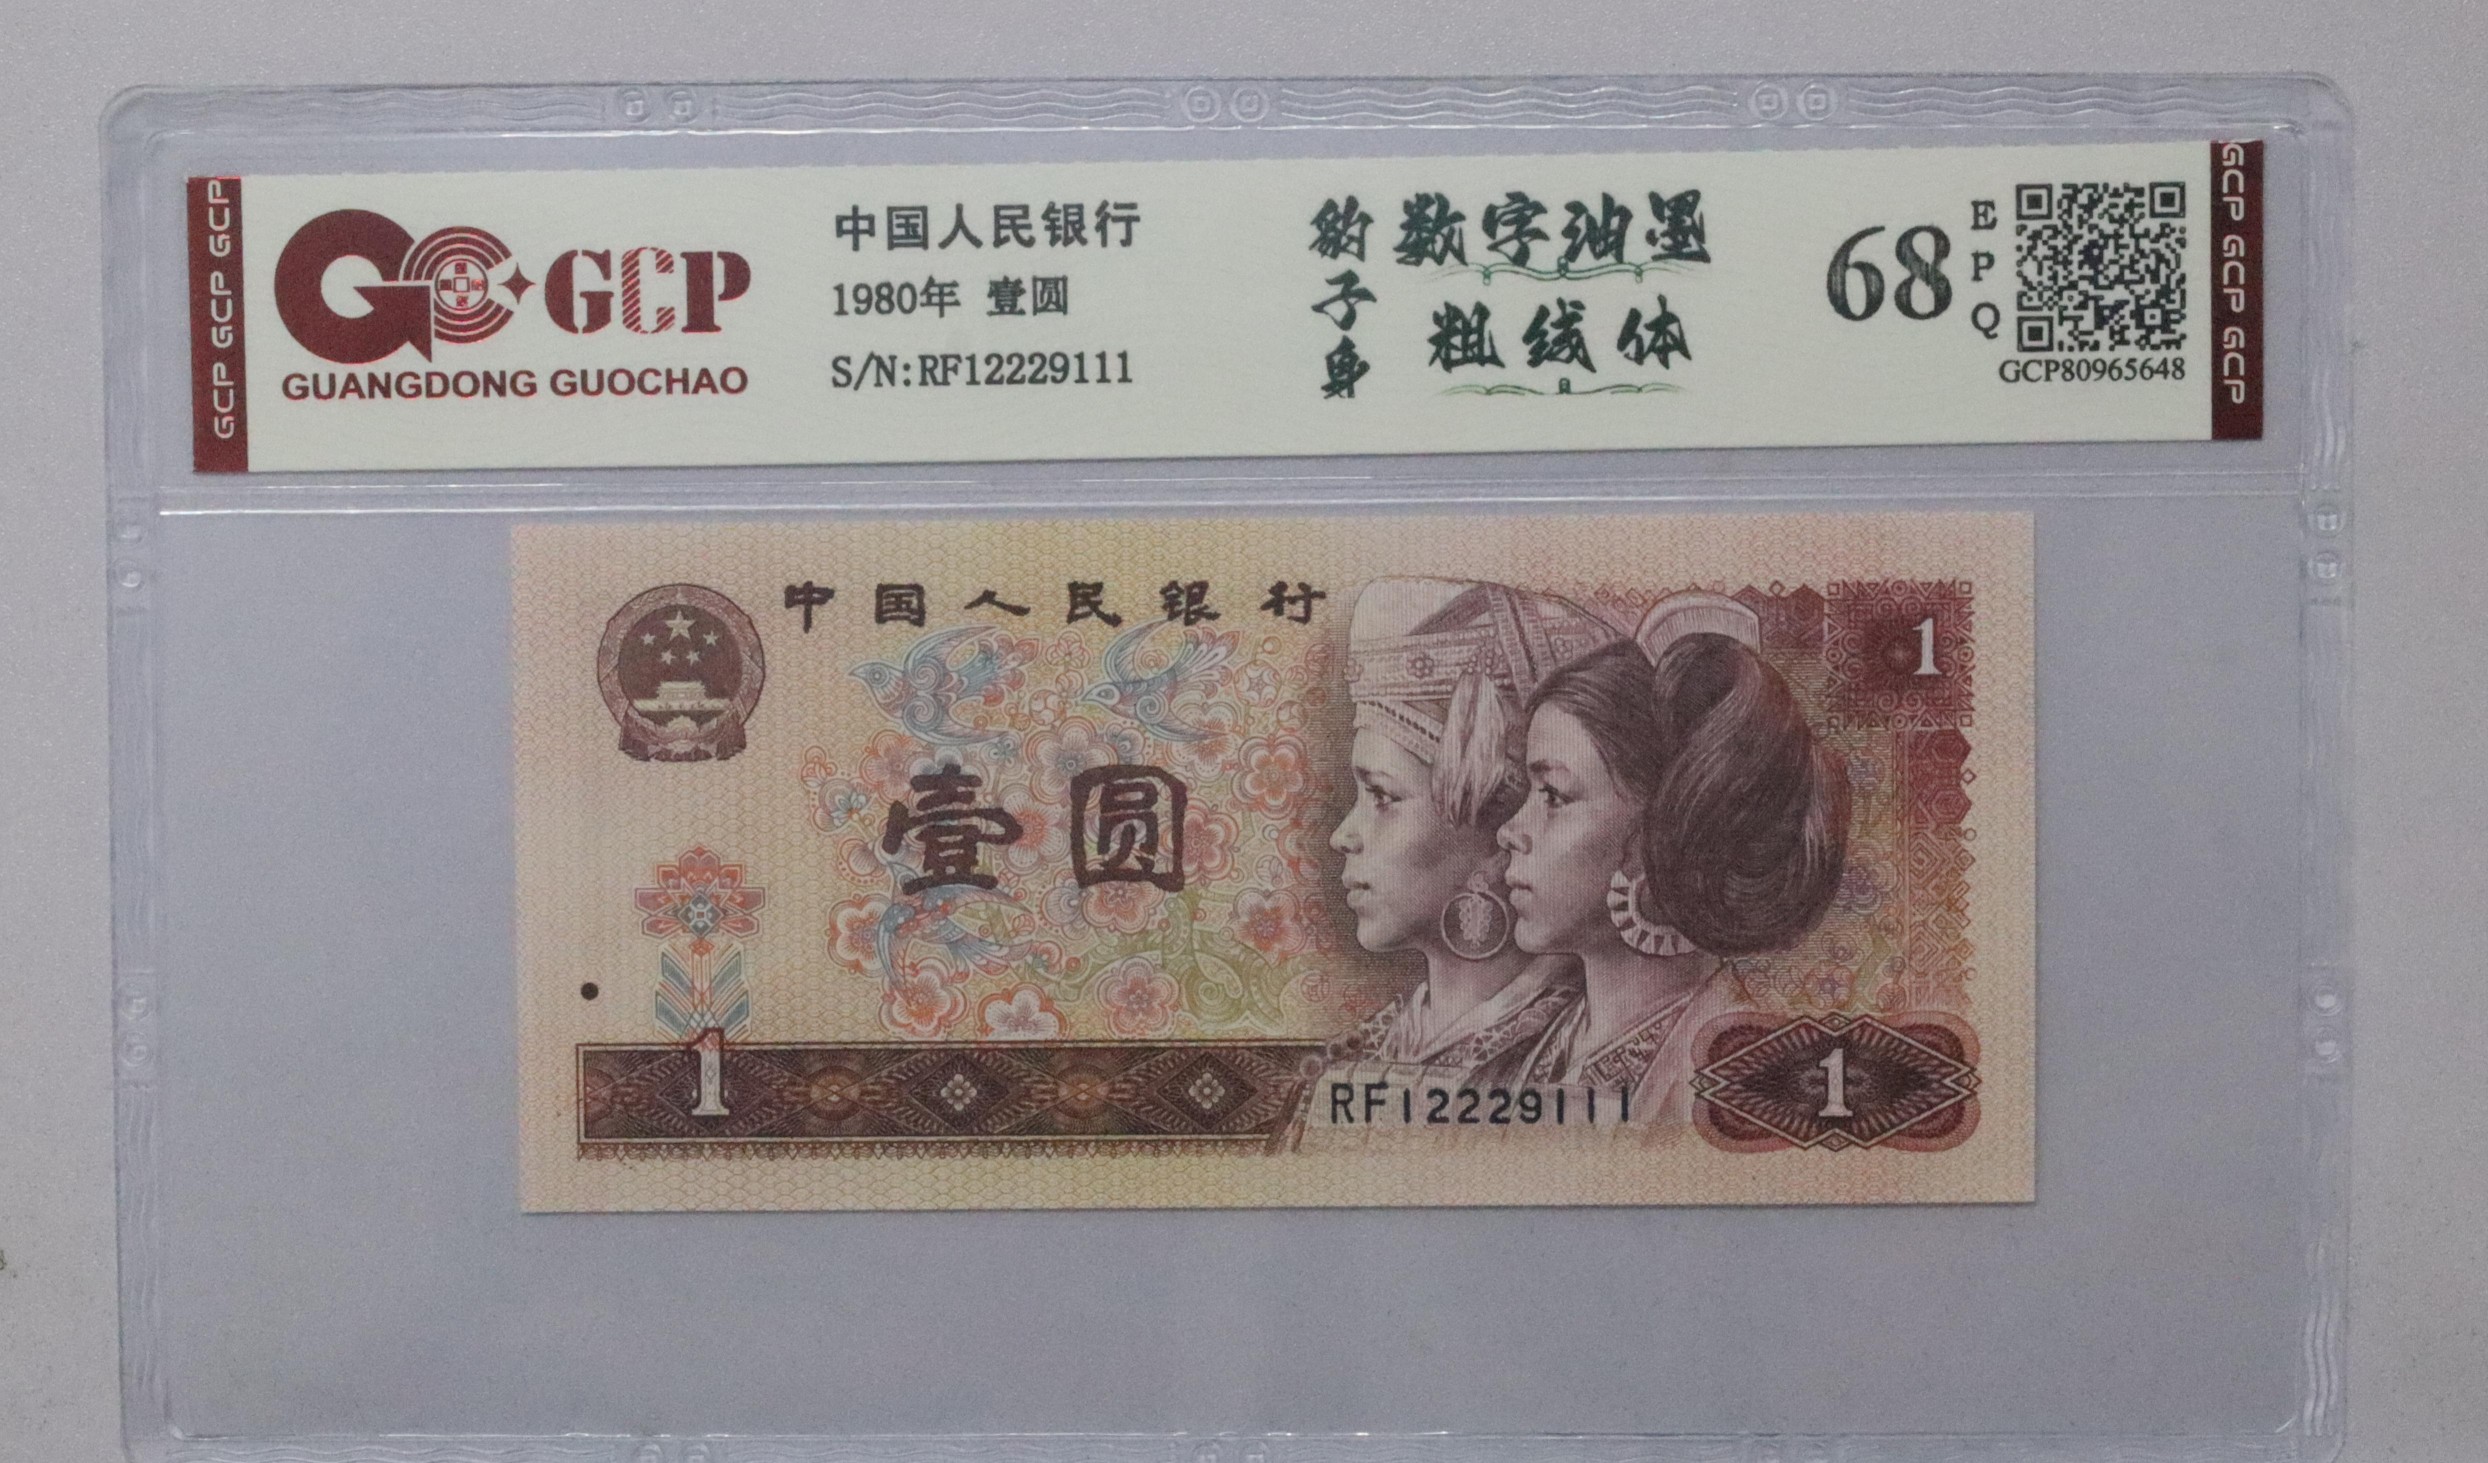 GCP GCP GCP
GCP
GUANGDONG GUOCHAO
中国人民银行
1980年 壹圆
S/N:RF12229111
豹子身
数字油墨
粗线体
68
EPQ
GCP80965648
GCP GCP GCP
中国人民银行
1
壹圆
1
RF12229111
1